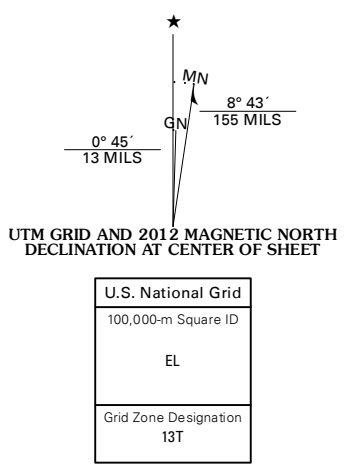 ★
MN
GN
8° 43´
155 MILS
0° 45´
13 MILS
UTM GRID AND 2012 MAGNETIC NORTH
DECLINATION AT CENTER OF SHEET
U.S. National Grid
100,000-m Square ID
EL
Grid Zone Designation
13T